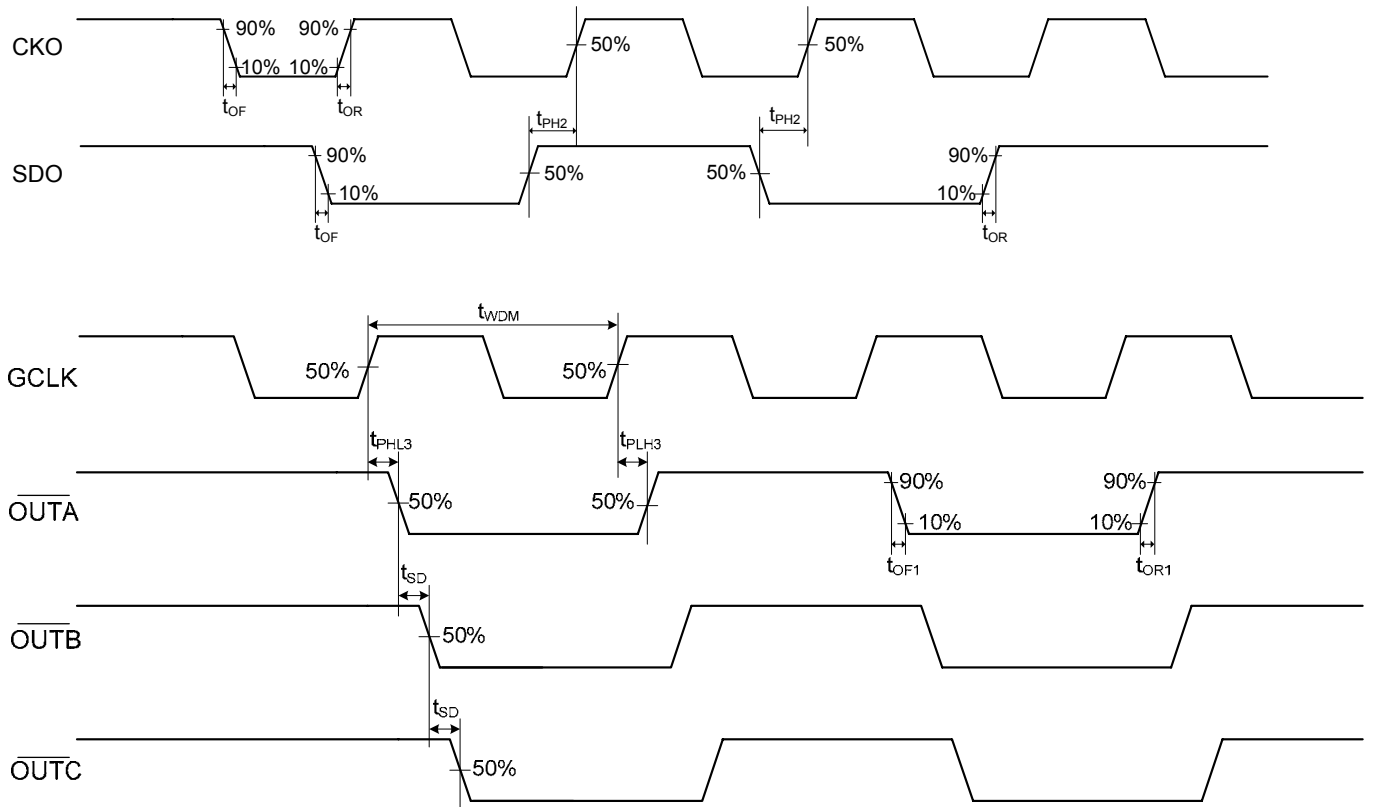 CKO
90% 90%
50% 50%
10% 10%
tOF tOR
tPH2 tPH2
SDO
90% 90%
50% 50%
10% 10%
tOF tOR
tWDM
GCLK
50% 50%
tPHL3 tPLH3
OUTA
50% 50% 90% 90%
10% 10%
tOF1 tOR1
tSD
OUTB
50%
tSD
OUTC
50%